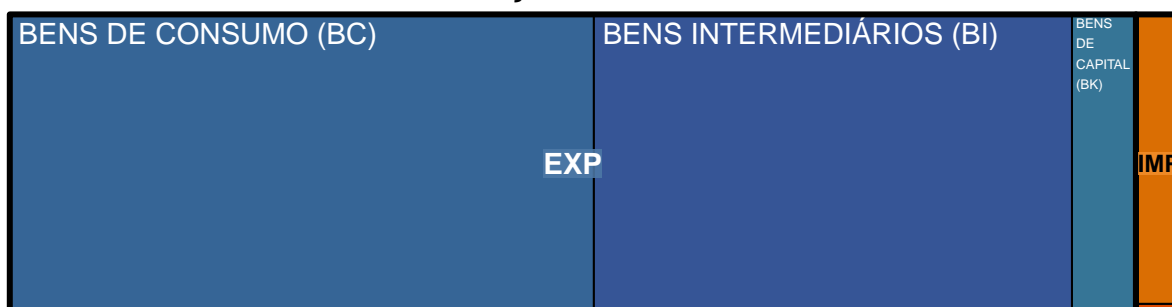 BENS DE CONSUMO (BC)
BENS INTERMEDIÁRIOS (BI)
BENS
DE
CAPITAL
(BK)
EXP